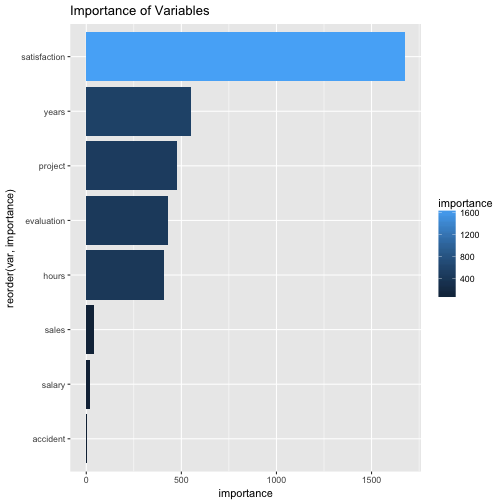 Importance of Variables
reorder(var, importance)
satisfaction
years
project
evaluation
hours
sales
salary
accident
0 500 1000 1500
importance
importance
1600
1200
800
400